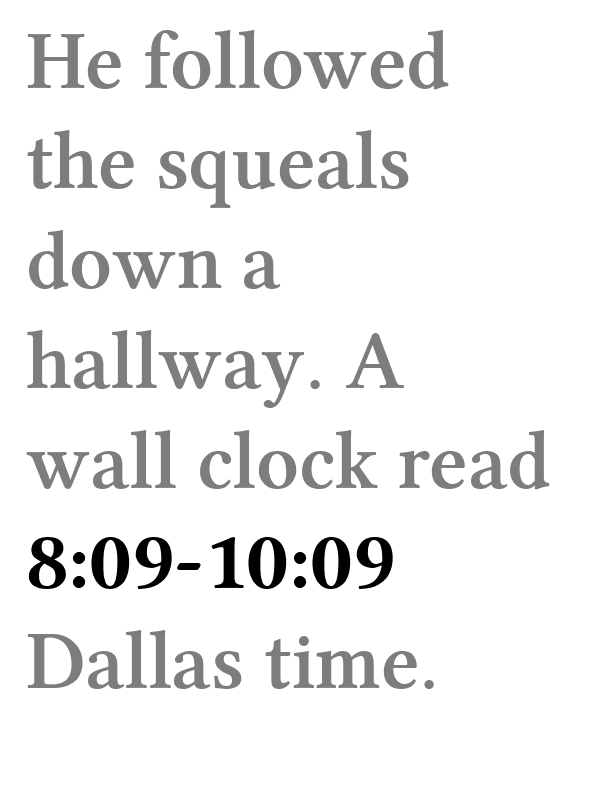 He followed
the squeals
down a
hallway. A
wall clock read
8:09-10:09
Dallas time.